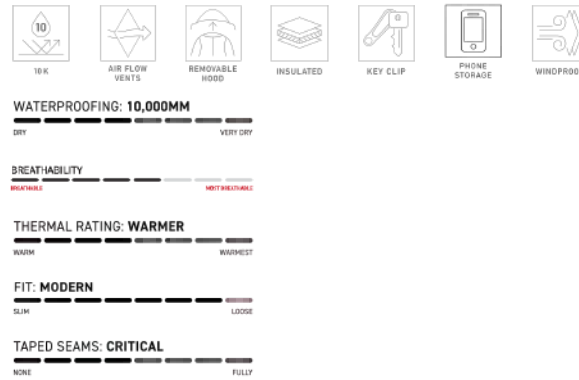 10
10 K
AIR FLOW
VENTS
REMOVABLE
HOOD
INSULATED
KEY CLIP
PHONE
STORAGE
WINDPROO
WATERPROOFING: 10,000MM
DRY VERY DRY
BREATHABILITY
BREATHABLE MOST BREATHABLE
THERMAL RATING: WARMER
WARM WARMEST
FIT: MODERN
SLIM LOOSE
TAPED SEAMS: CRITICAL
NONE FULLY